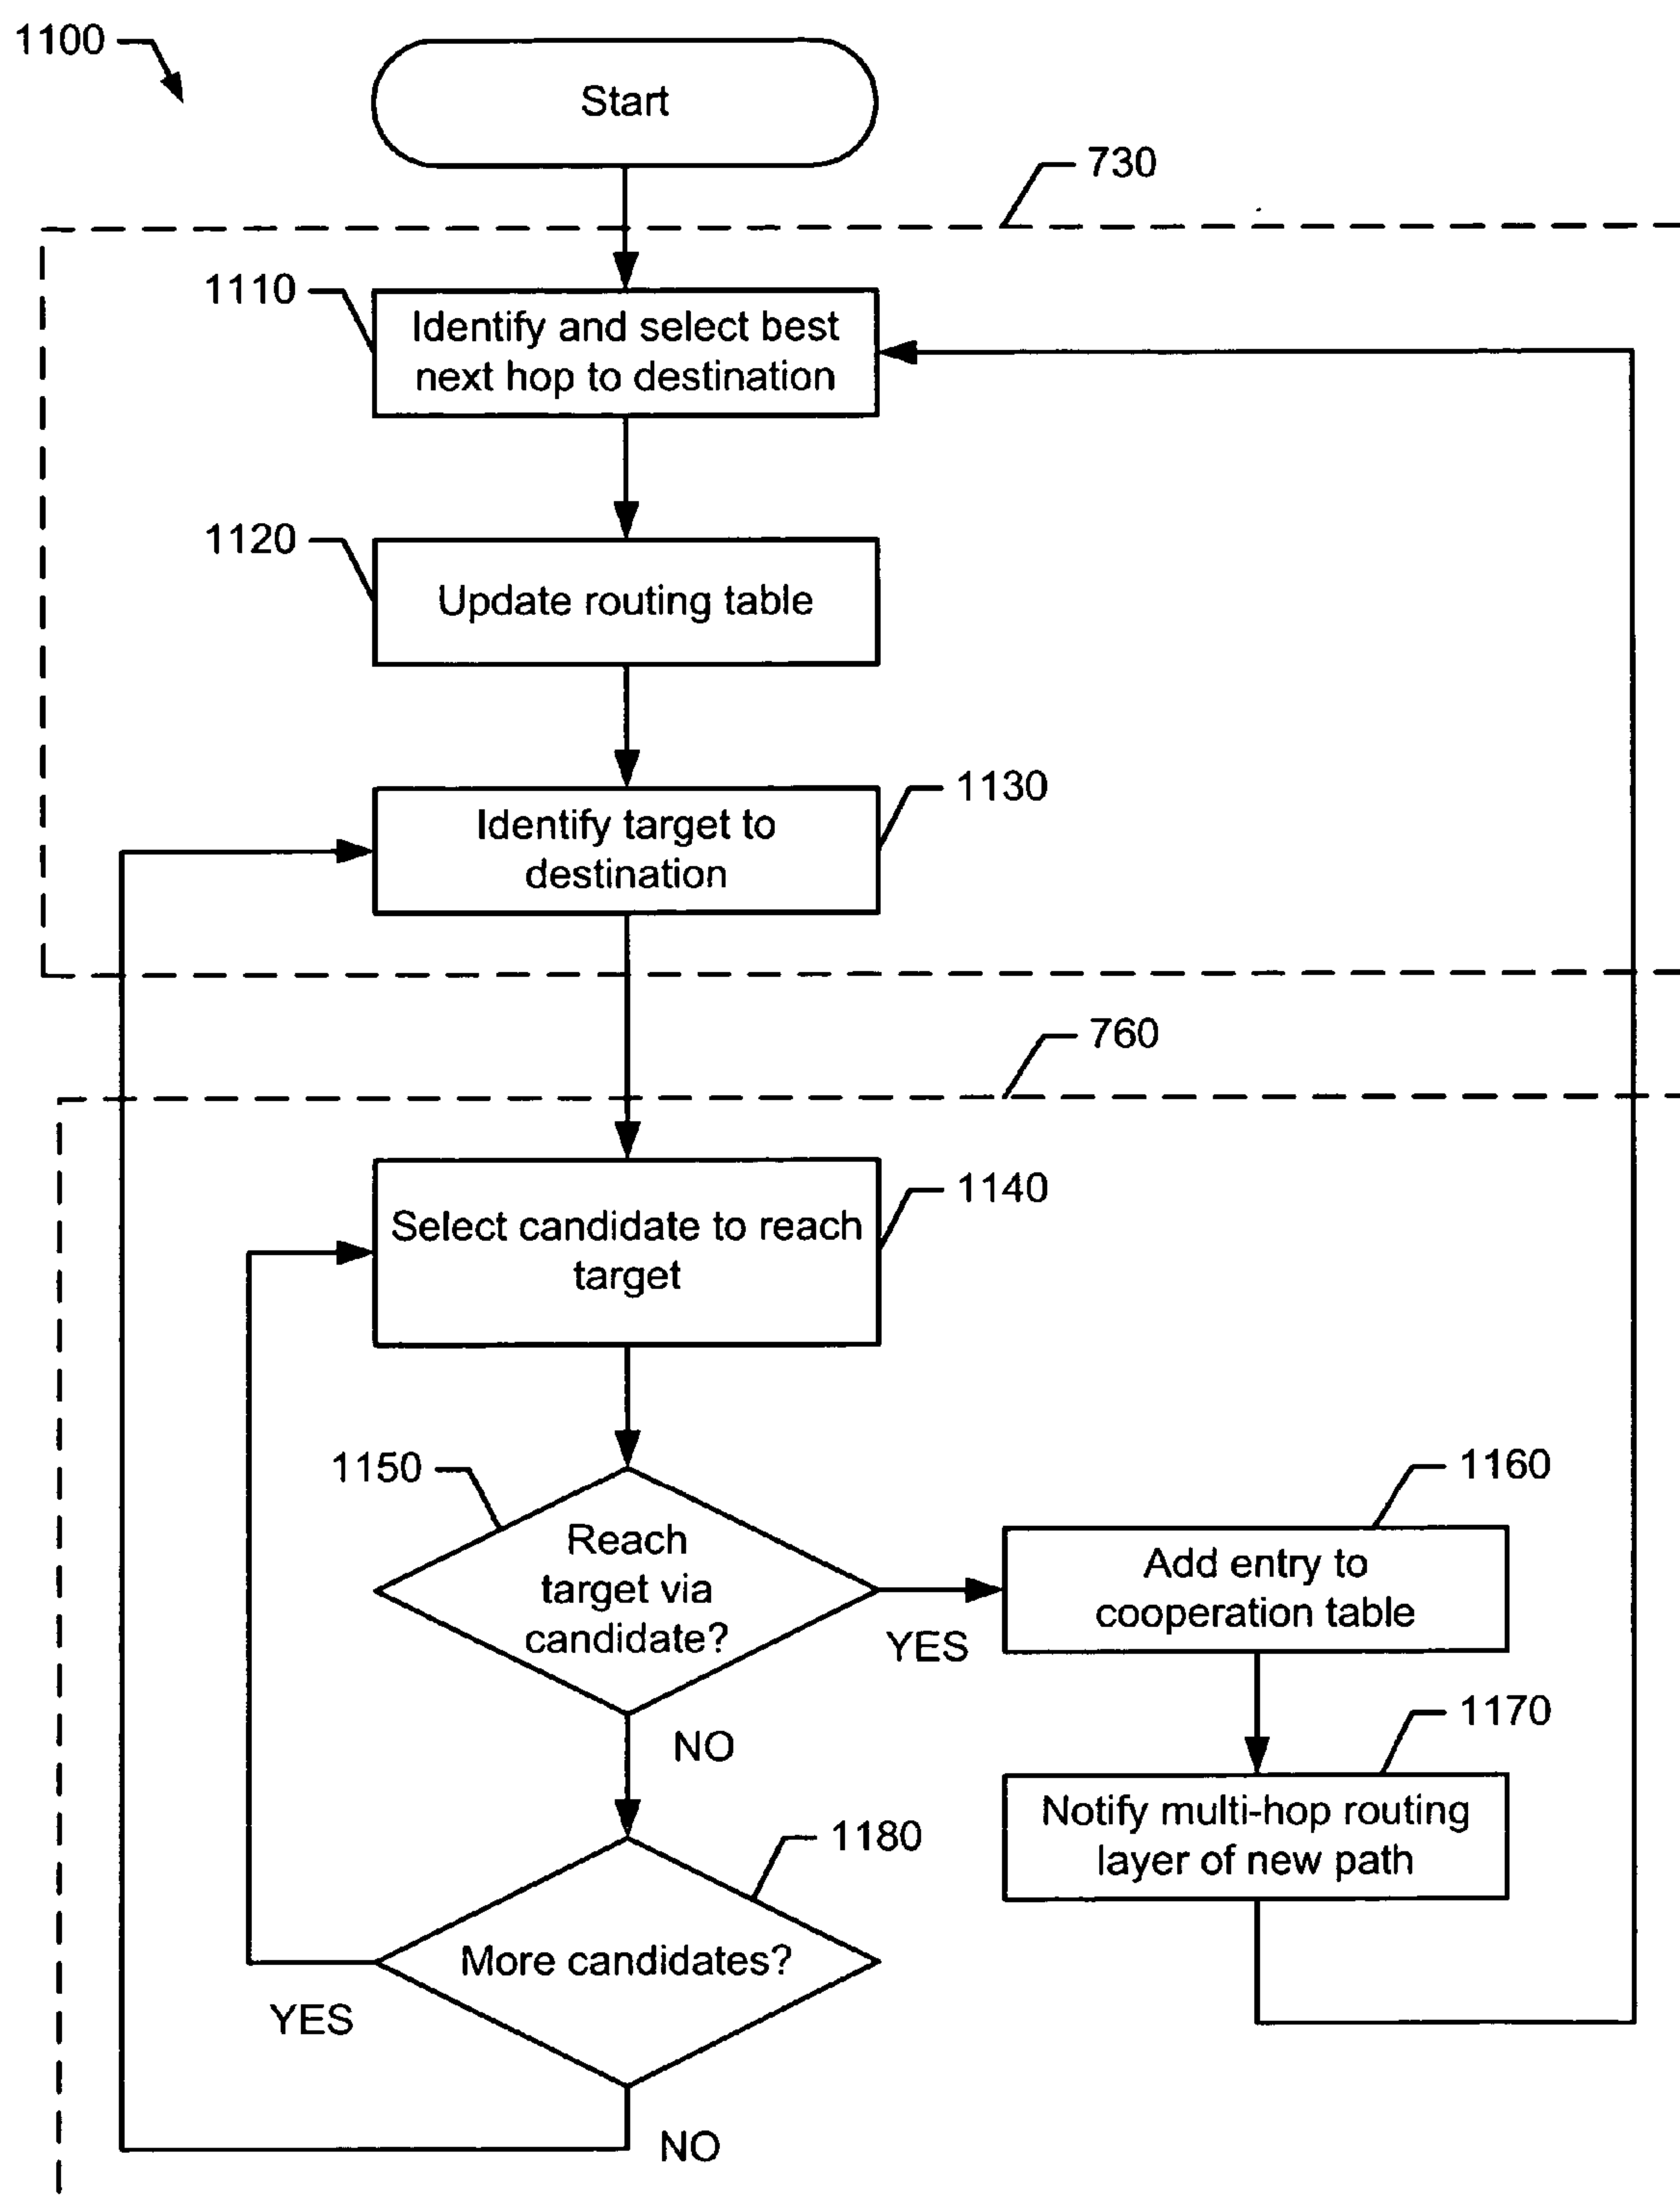 1100
Start
730
1110
Identify and select best
next hop to destination
1120
Update routing table
1130
Identify target to
destination
760
1140
Select candidate to reach
target
1150
Reach
target via
candidate?
YES
NO
1160
Add entry to
cooperation table
1170
Notify multi-hop routing
layer of new path
1180
More candidates?
YES
NO